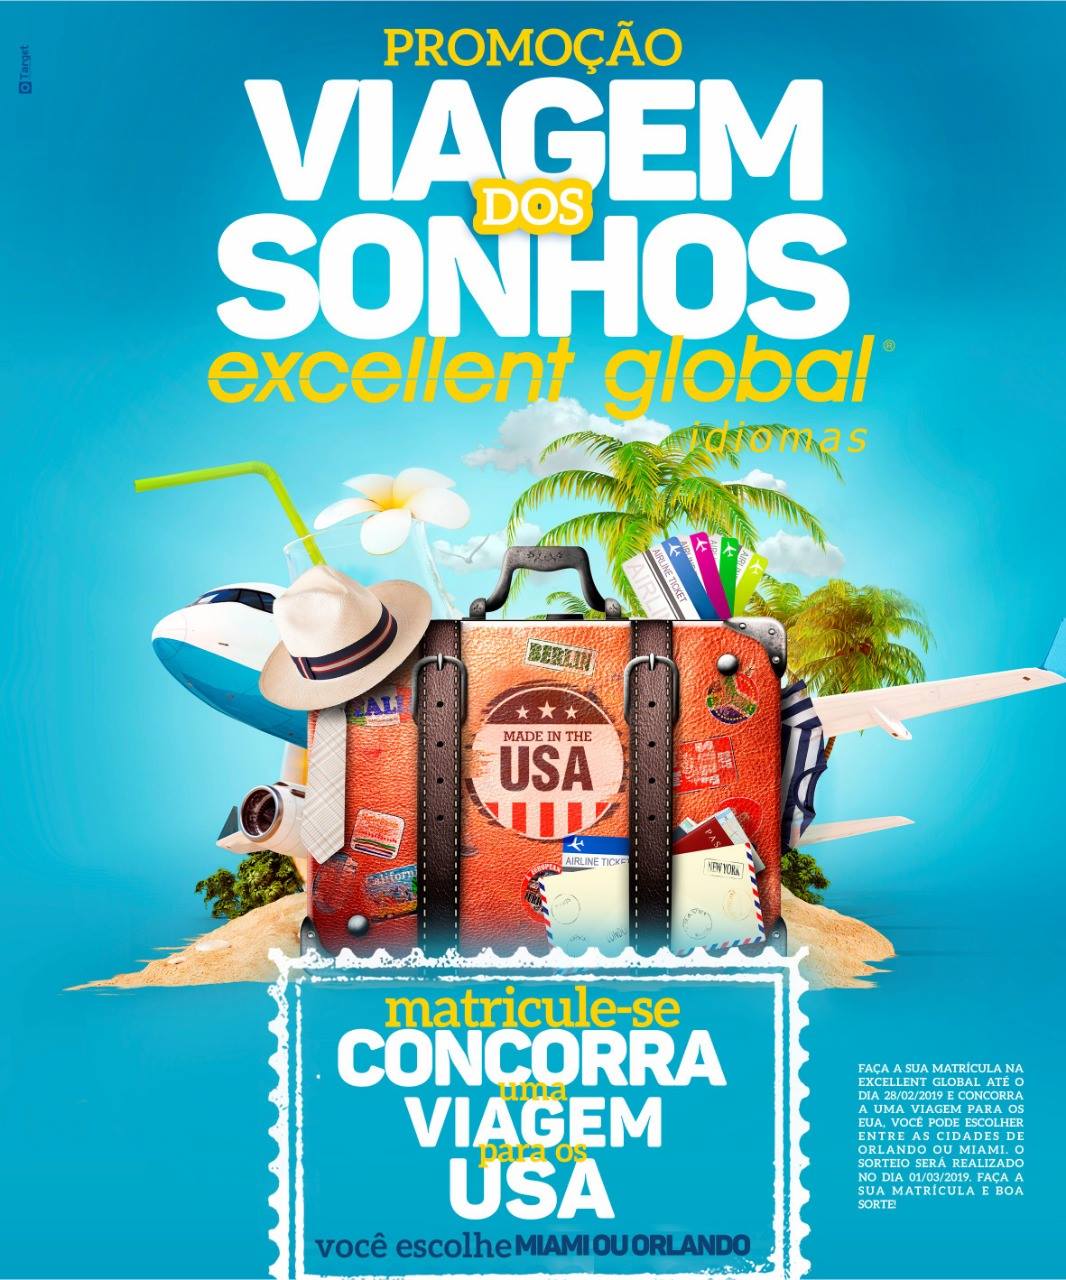 Target
PROMOÇÃO
VIAGEM
DOS
SONHOS
excellent global®
idiomas
AIRLINE TICKET
BERLIN
MADE IN THE
USA
AIRLINE TICKE
NEW YORK
California
matricule-se
CONCORRA
uma
VIAGEM
para os
USA
você escolhe MIAMI OU ORLANDO
FAÇA A SUA MATRÍCULA NA
EXCELLENT GLOBAL ATÉ O
DIA 28/02/2019 E CONCORRA
A UMA VIAGEM PARA OS
EUA, VOCÊ PODE ESCOLHER
ENTRE AS CIDADES DE
ORLANDO OU MIAMI. O
SORTEIO SERÁ REALIZADO
NO DIA 01/03/2019. FAÇA A
SUA MATRÍCULA E BOA
SORTE!